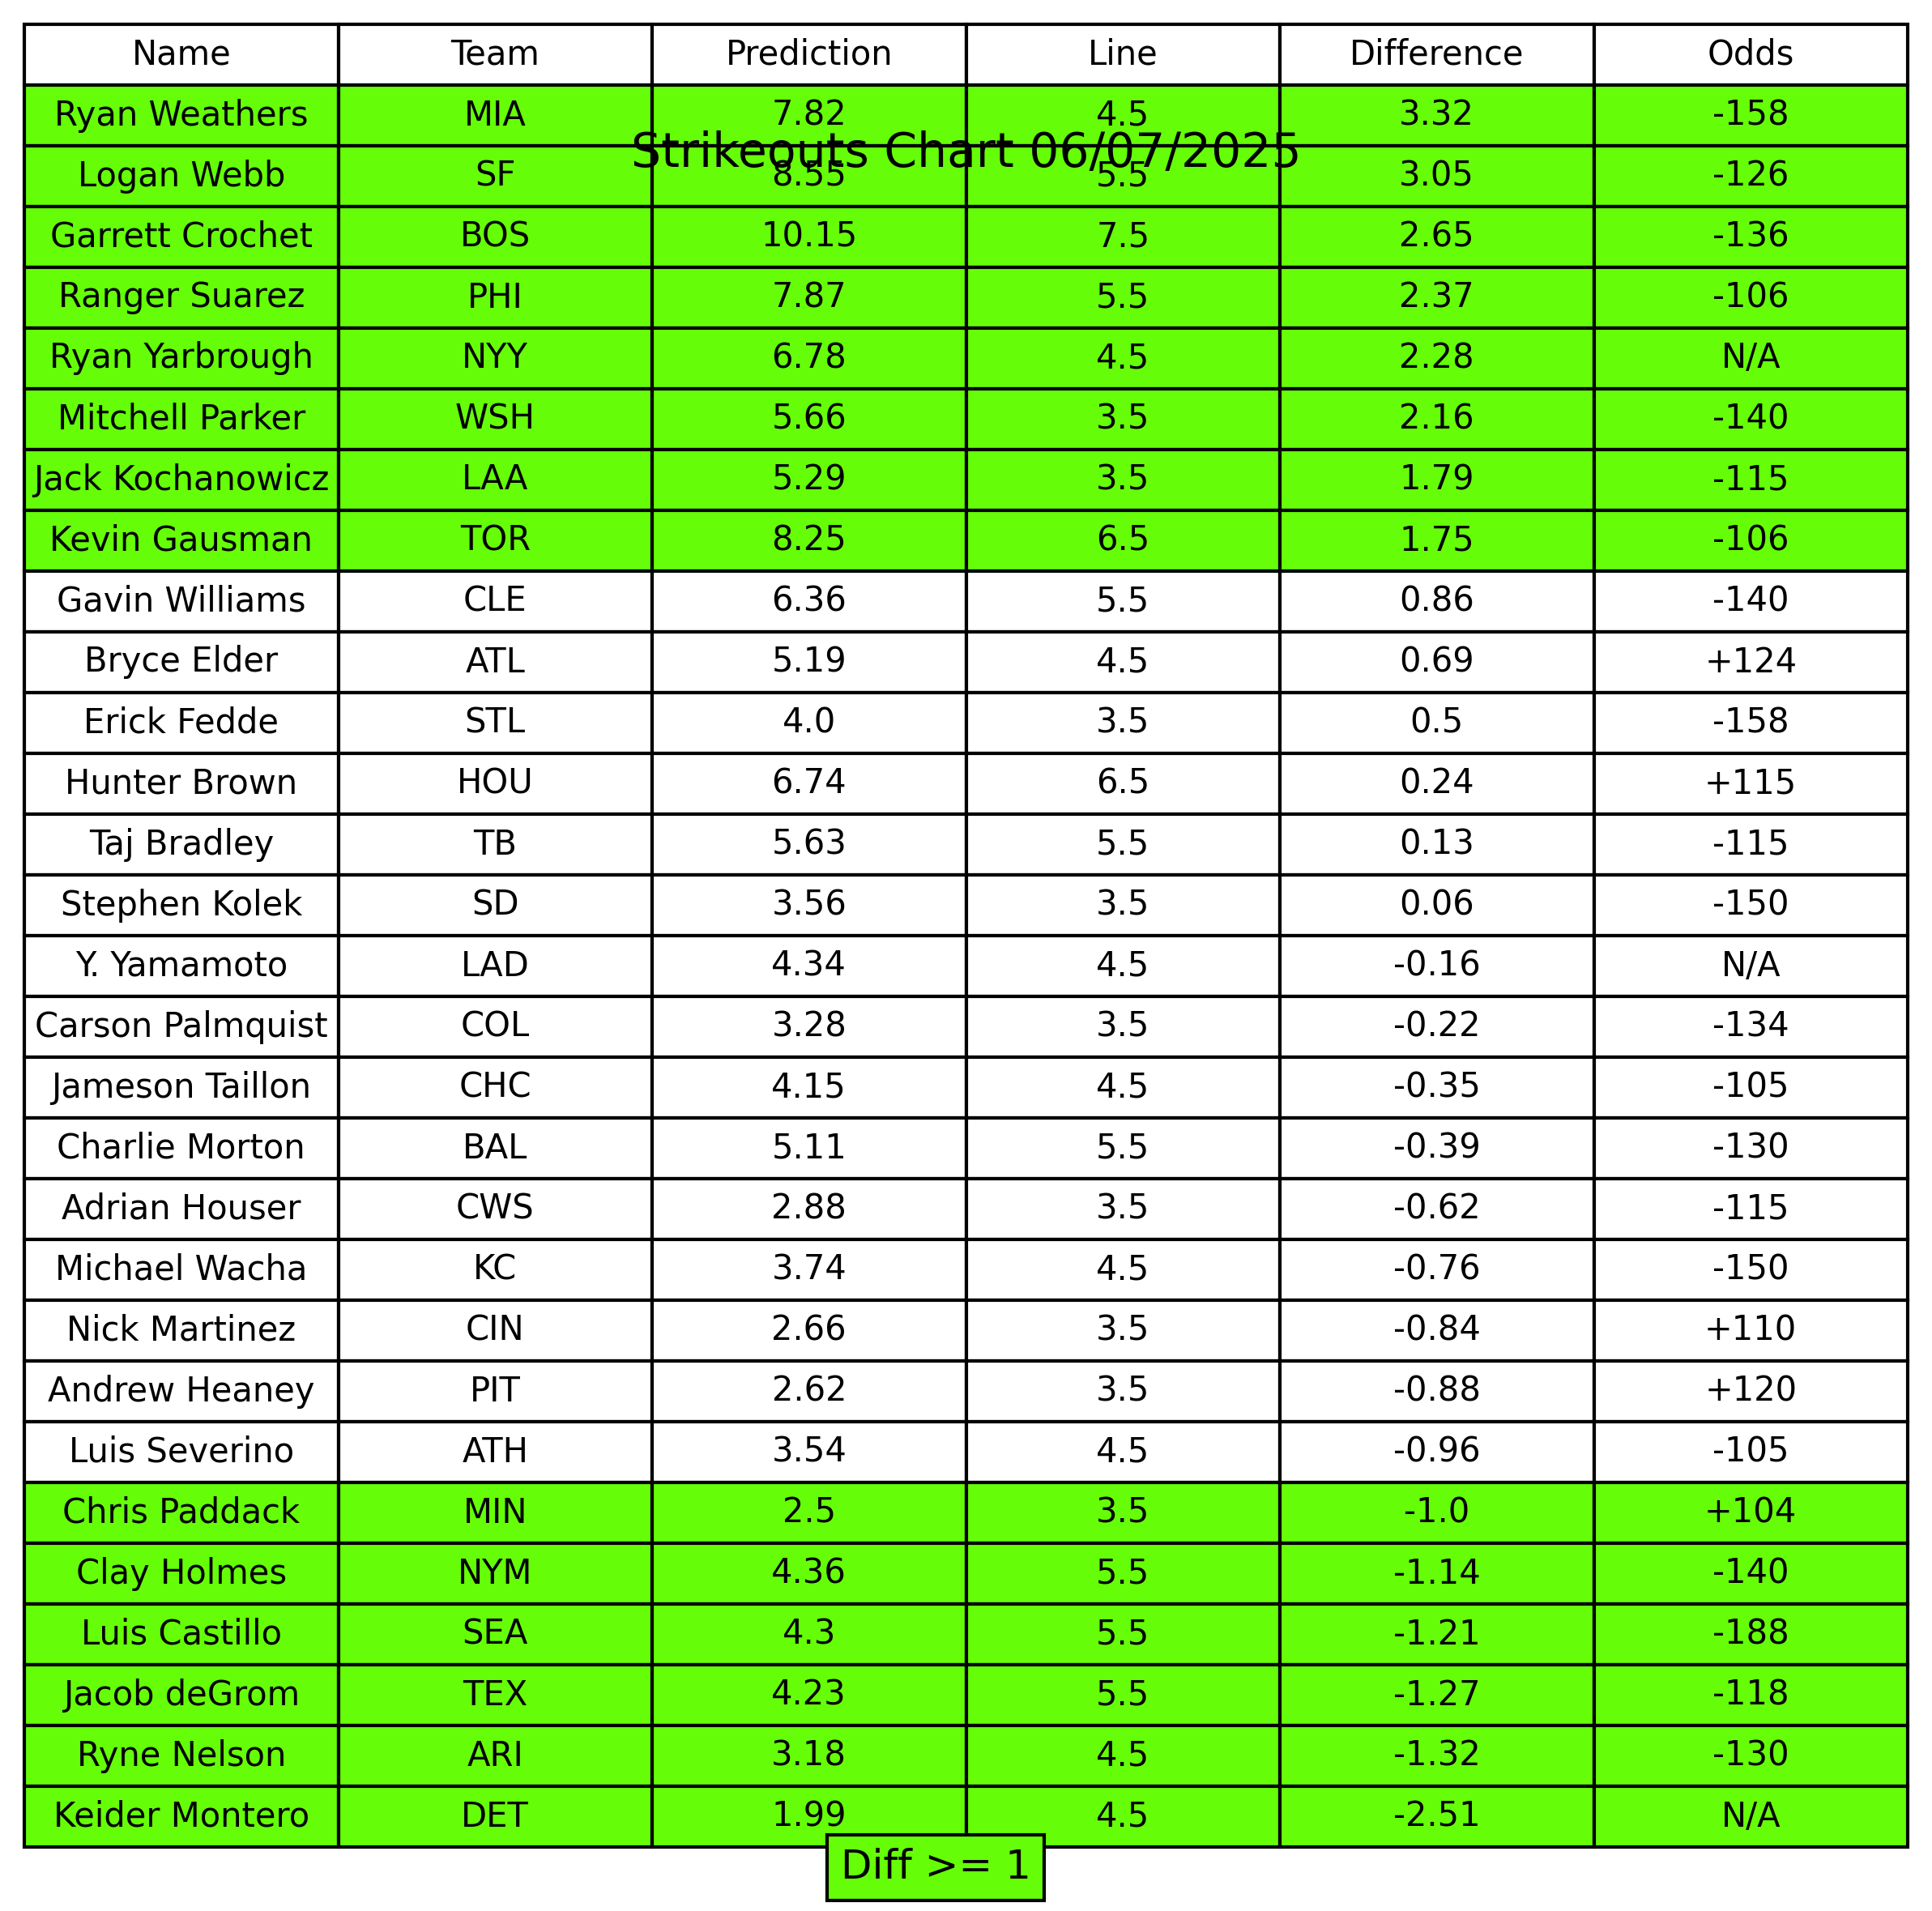 Name Team Prediction Line Difference Odds
Ryan Weathers MIA 7.82 4.5 3.32 -158
Strikeouts Chart 06/07/2025
Logan Webb SF 8.55 5.5 3.05 -126
Garrett Crochet BOS 10.15 7.5 2.65 -136
Ranger Suarez PHI 7.87 5.5 2.37 -106
Ryan Yarbrough NYY 6.78 4.5 2.28 N/A
Mitchell Parker WSH 5.66 3.5 2.16 -140
Jack Kochanowicz LAA 5.29 3.5 1.79 -115
Kevin Gausman TOR 8.25 6.5 1.75 -106
Gavin Williams CLE 6.36 5.5 0.86 -140
Bryce Elder ATL 5.19 4.5 0.69 +124
Erick Fedde STL 4.0 3.5 0.5 -158
Hunter Brown HOU 6.74 6.5 0.24 +115
Taj Bradley TB 5.63 5.5 0.13 -115
Stephen Kolek SD 3.56 3.5 0.06 -150
Y. Yamamoto LAD 4.34 4.5 -0.16 N/A
Carson Palmquist COL 3.28 3.5 -0.22 -134
Jameson Taillon CHC 4.15 4.5 -0.35 -105
Charlie Morton BAL 5.11 5.5 -0.39 -130
Adrian Houser CWS 2.88 3.5 -0.62 -115
Michael Wacha KC 3.74 4.5 -0.76 -150
Nick Martinez CIN 2.66 3.5 -0.84 +110
Andrew Heaney PIT 2.62 3.5 -0.88 +120
Luis Severino ATH 3.54 4.5 -0.96 -105
Chris Paddack MIN 2.5 3.5 -1.0 +104
Clay Holmes NYM 4.36 5.5 -1.14 -140
Luis Castillo SEA 4.3 5.5 -1.21 -188
Jacob deGrom TEX 4.23 5.5 -1.27 -118
Ryne Nelson ARI 3.18 4.5 -1.32 -130
Keider Montero DET 1.99 4.5 -2.51 N/A
Diff >= 1